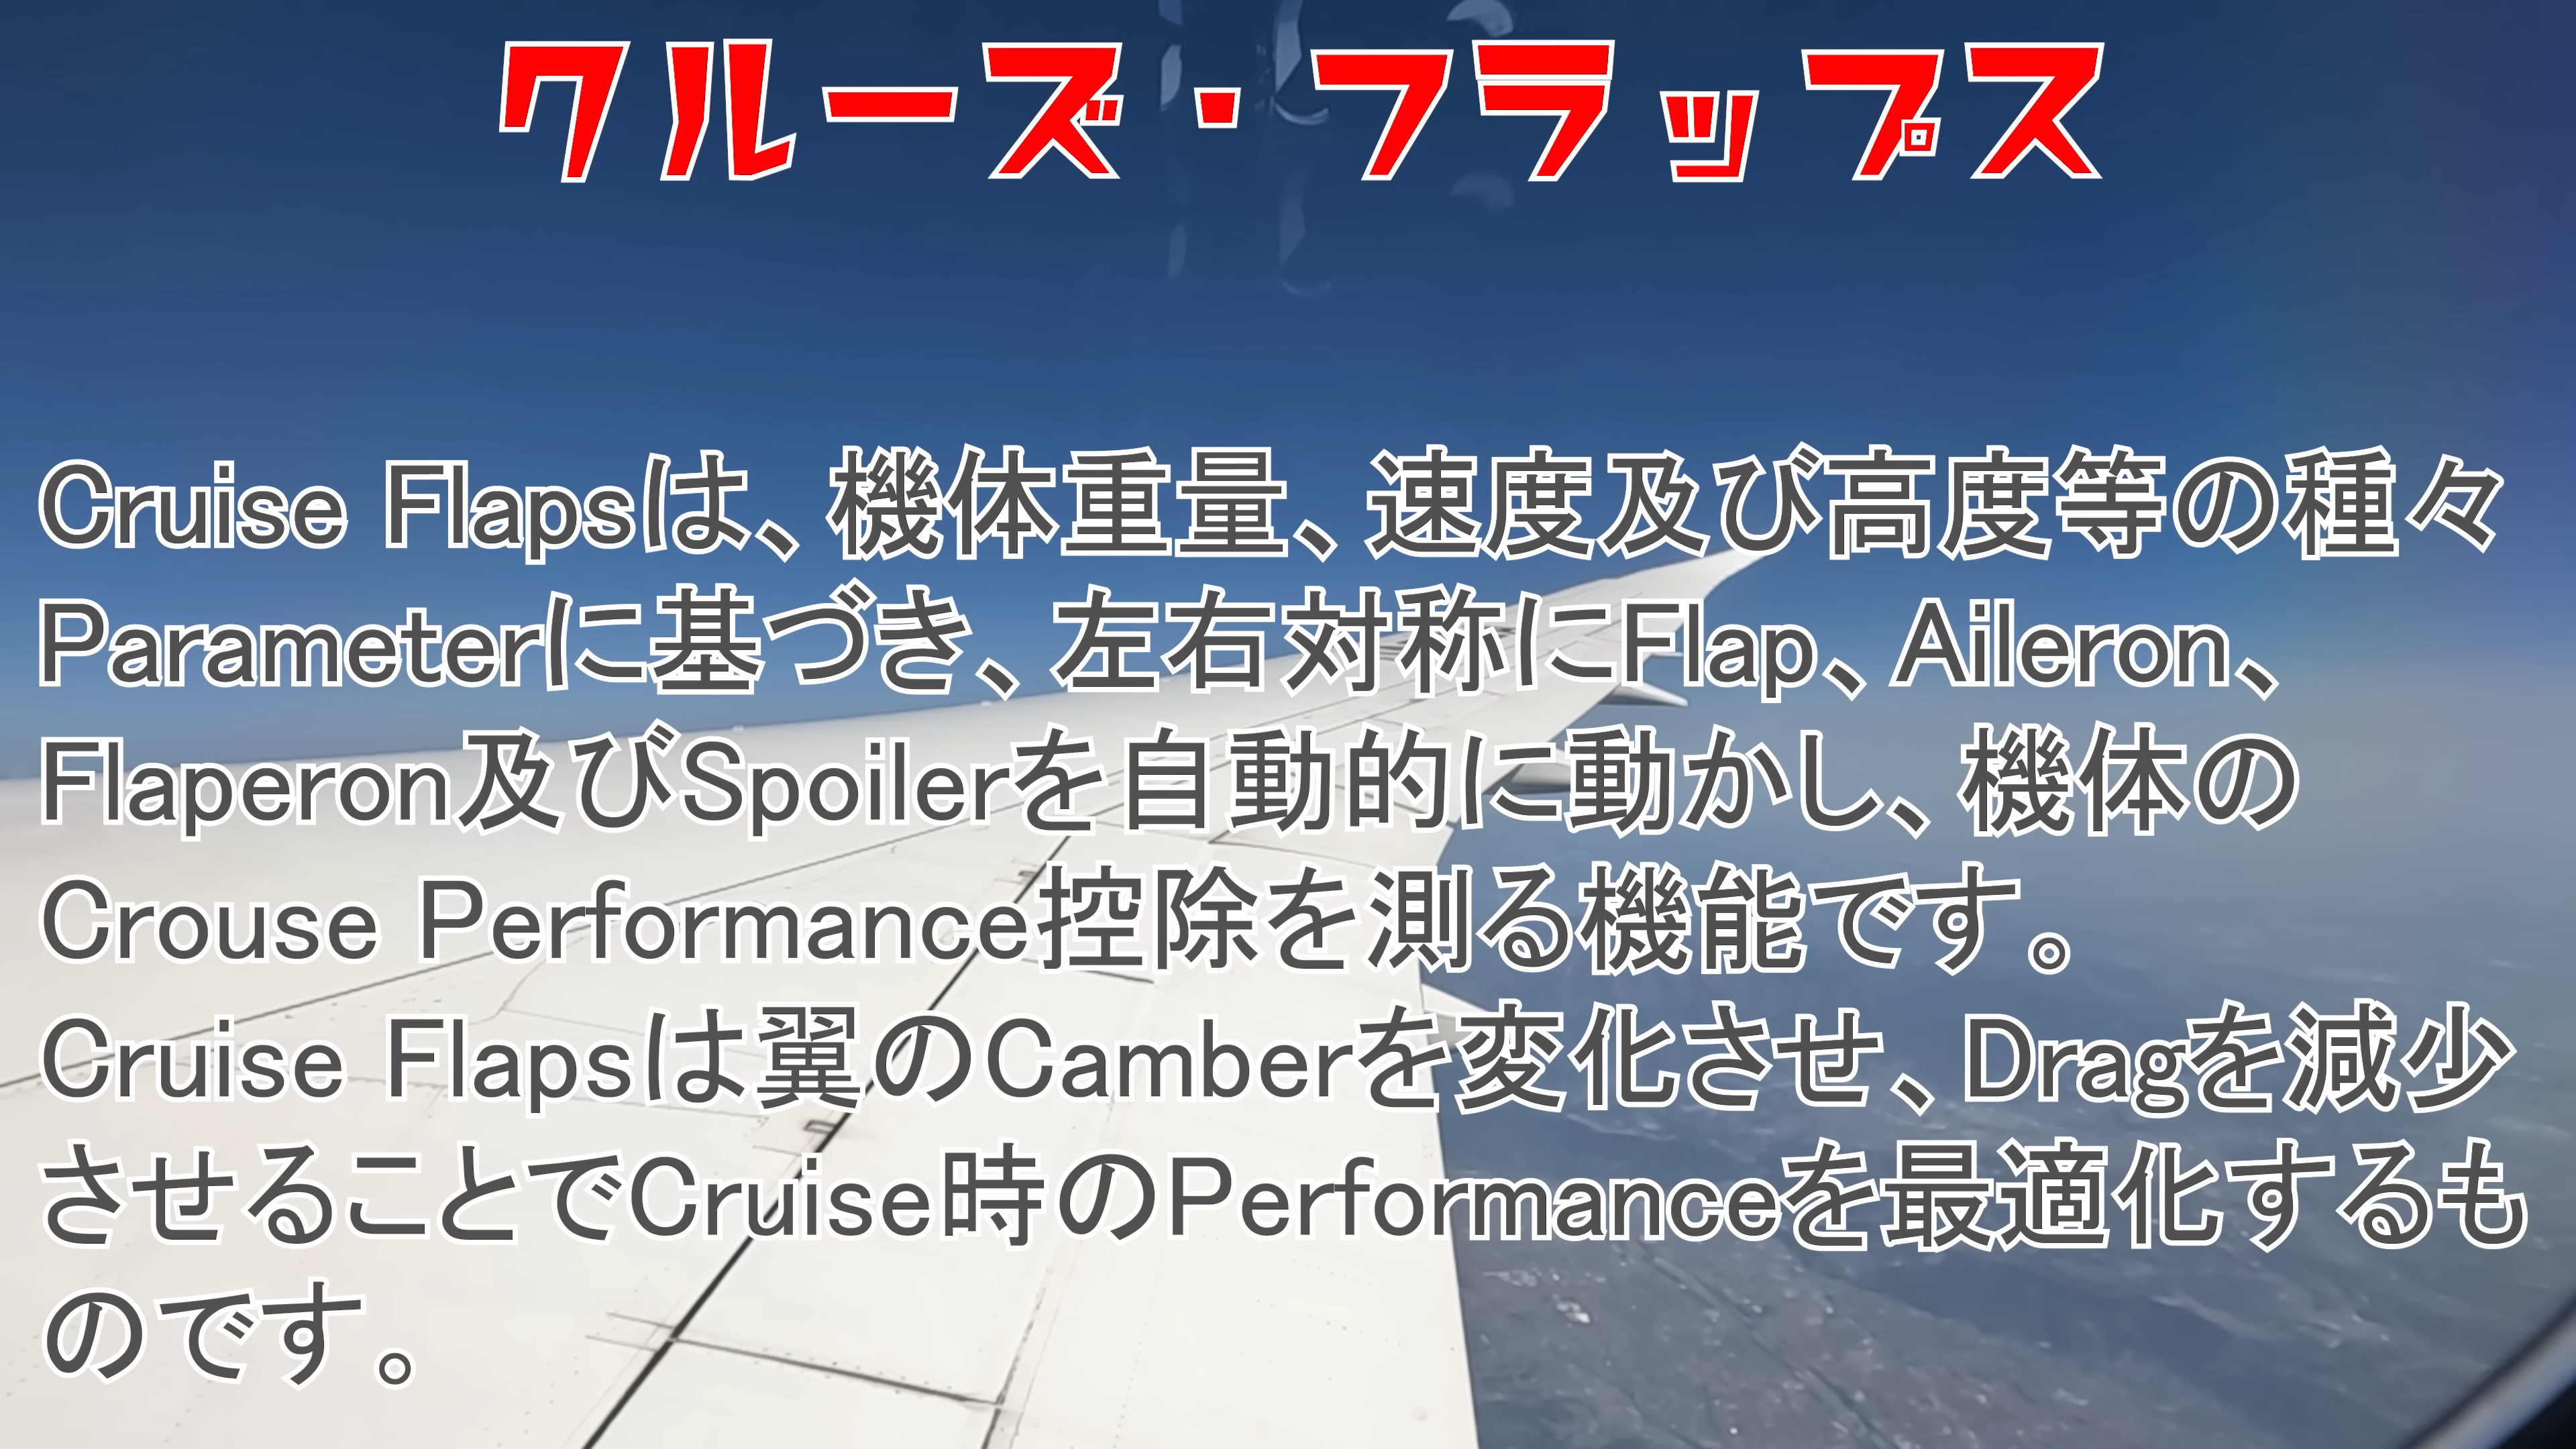 クルーズ・フラップス
Cruise Flapsは、機体重量、速度及び高度等の種々
Parameterに基づき、左右対称にFlap、Aileron、
Flaperon及びSpoilerを自動的に動かし、機体の
Crouse Performance控除を測る機能です。
Cruise Flapsは翼のCamberを変化させ、Dragを減少
させることでCruise時のPerformanceを最適化するも
のです。